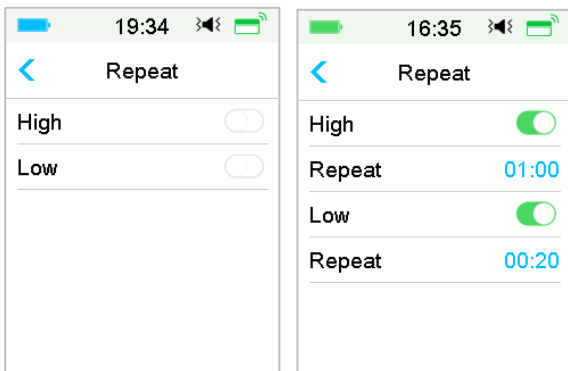 19:34
Repeat
High
Low
16:35
Repeat
High
Repeat 01:00
Low
Repeat 00:20